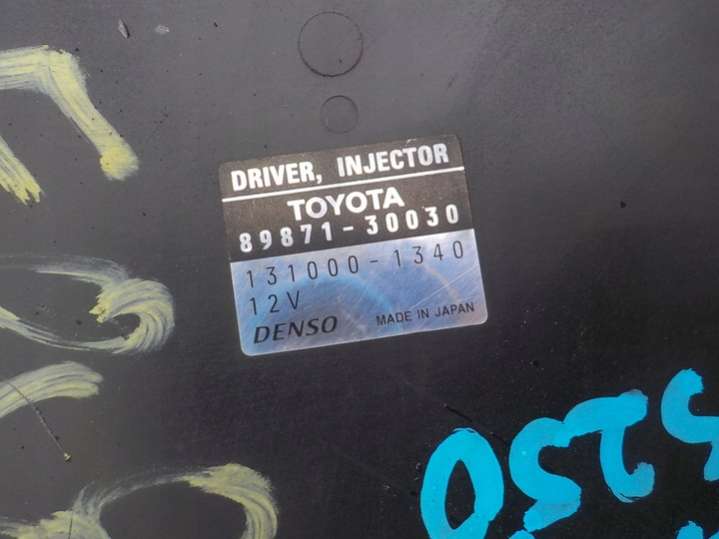 DRIVER, INJECTOR
TOYOTA
89871-30030
131000-1340
12V
DENSO MADE IN JAPAN